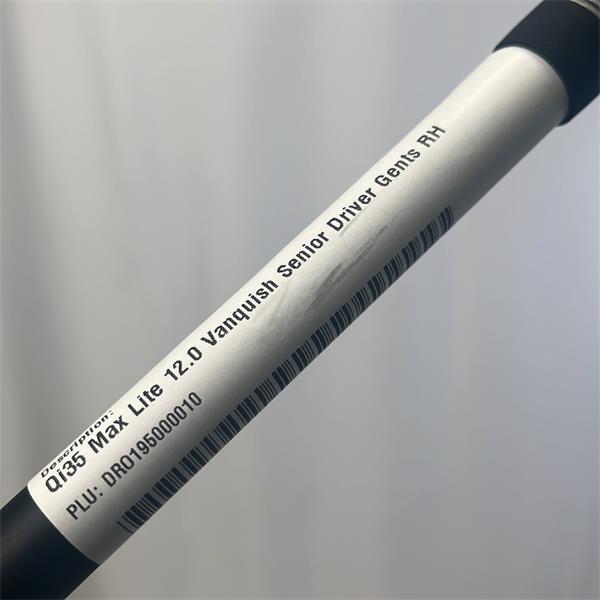 Description:
Qi35 Max Lite 12.0 Vanquish Senior Driver Gents RH
PLU: DRO195000010